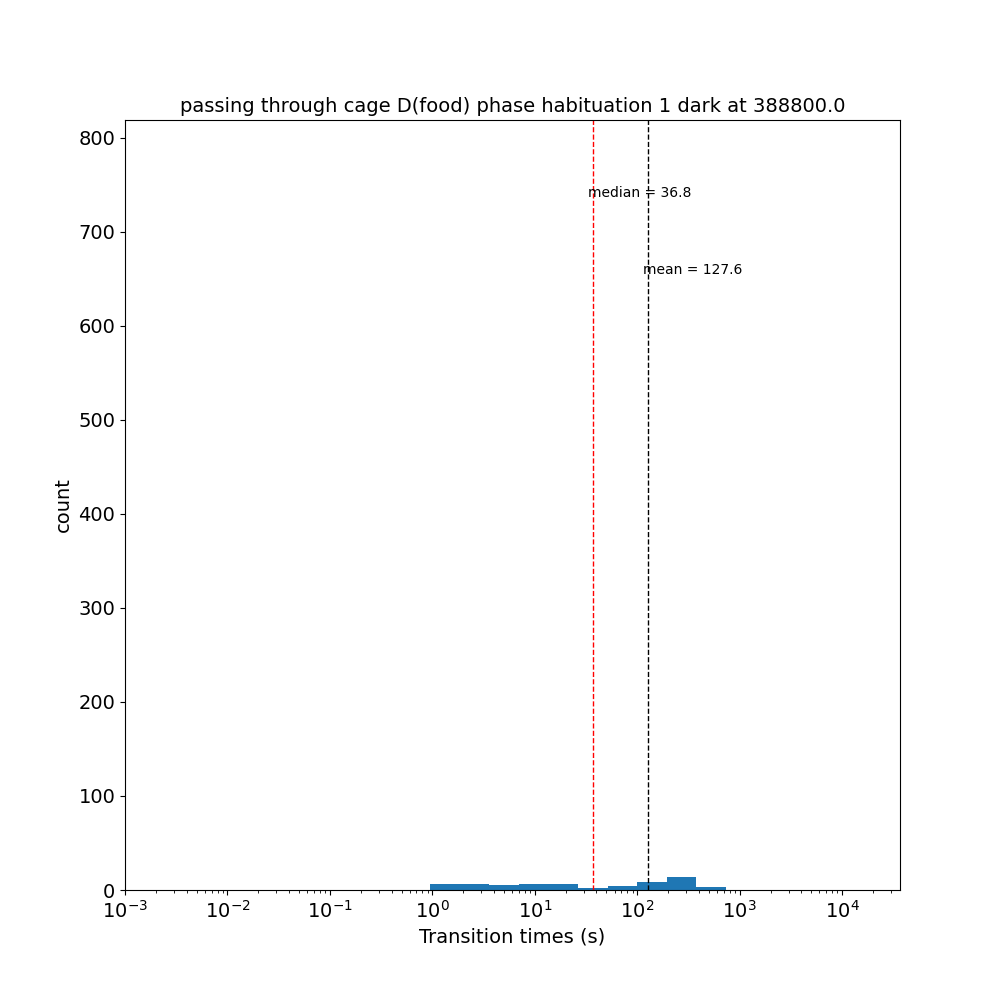 passing through cage D(food) phase habituation 1 dark at 388800.0
800
median = 36.8
700
mean = 127.6
600
500
count
400
300
200
100
0
10⁻³ 10⁻² 10⁻¹ 10⁰ 10¹ 10² 10³ 10⁴
Transition times (s)